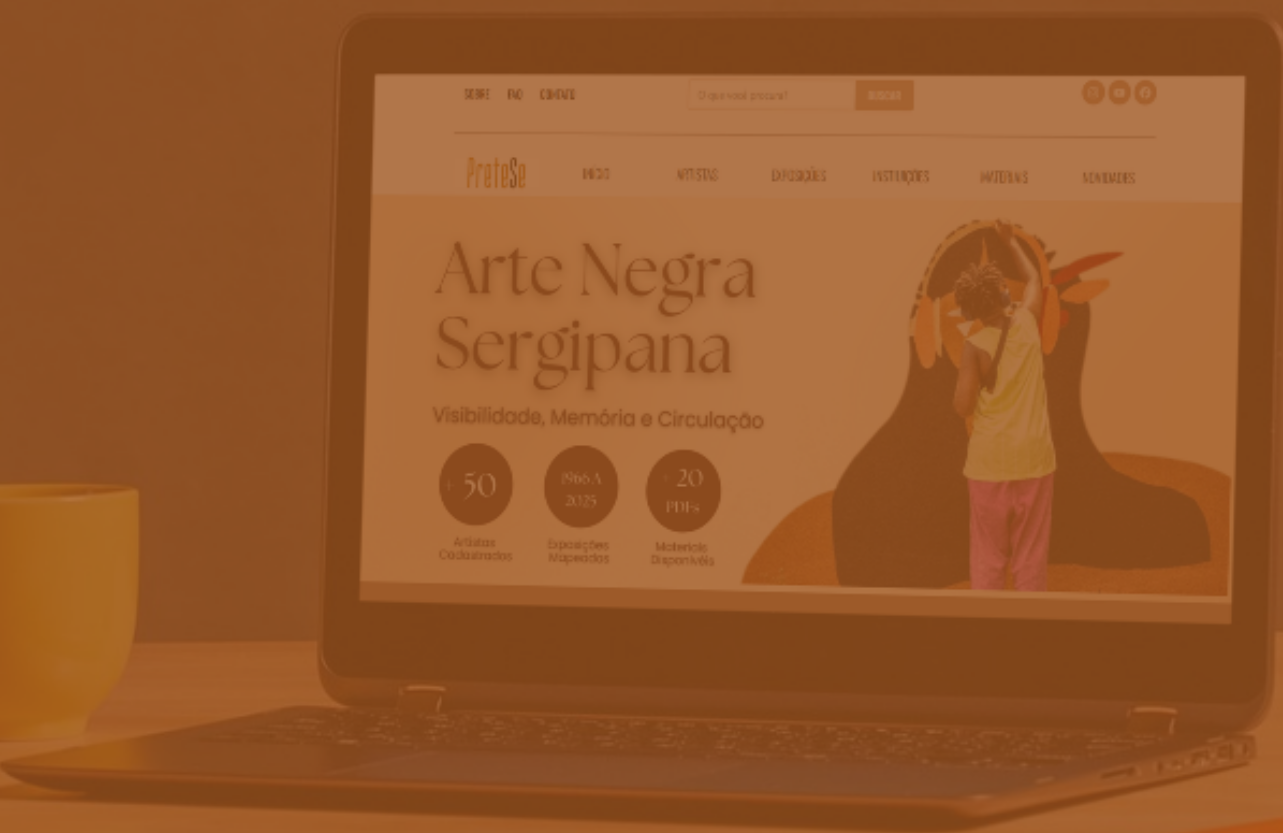 SOBRE FAQ CONTATO
O que você procura? BUSCAR
PreteSe INÍCIO ARTISTAS EXPOSIÇÕES INSTITUIÇÕES MATERIAIS NOVIDADES
Arte Negra
Sergipana
Visibilidade, Memória e Circulação
+ 50
1966 A
2025
+ 20
PDFs
Artistas
Cadastrados
Exposições
Mapeadas
Materiais
Disponivéis